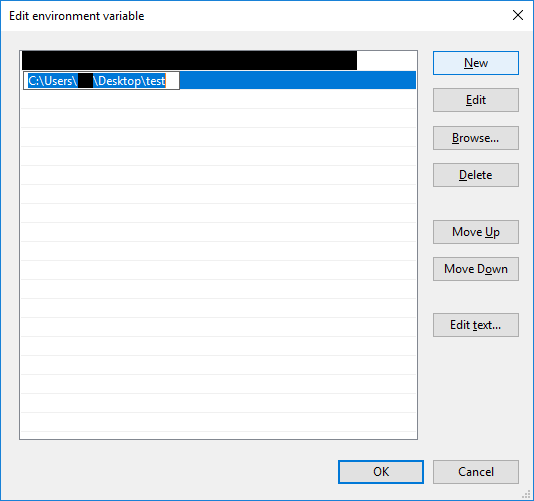 Edit environment variable
New
C:\Users\ \Desktop\test
Edit
Browse...
Delete
Move Up
Move Down
Edit text...
OK
Cancel